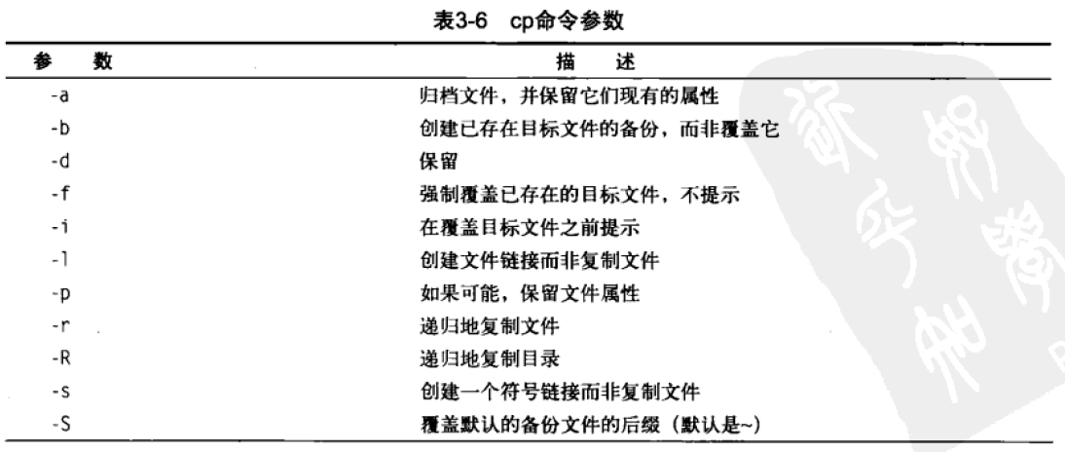 表3-6 cp命令参数
参 数 描 述
-a 归档文件，并保留它们现有的属性
-b 创建已存在目标文件的备份，而非覆盖它
-d 保留
-f 强制覆盖已存在的目标文件，不提示
-i 在覆盖目标文件之前提示
-l 创建文件链接而非复制文件
-p 如果可能，保留文件属性
-r 递归地复制文件
-R 递归地复制目录
-s 创建一个符号链接而非复制文件
-S 覆盖默认的备份文件的后缀（默认是~）